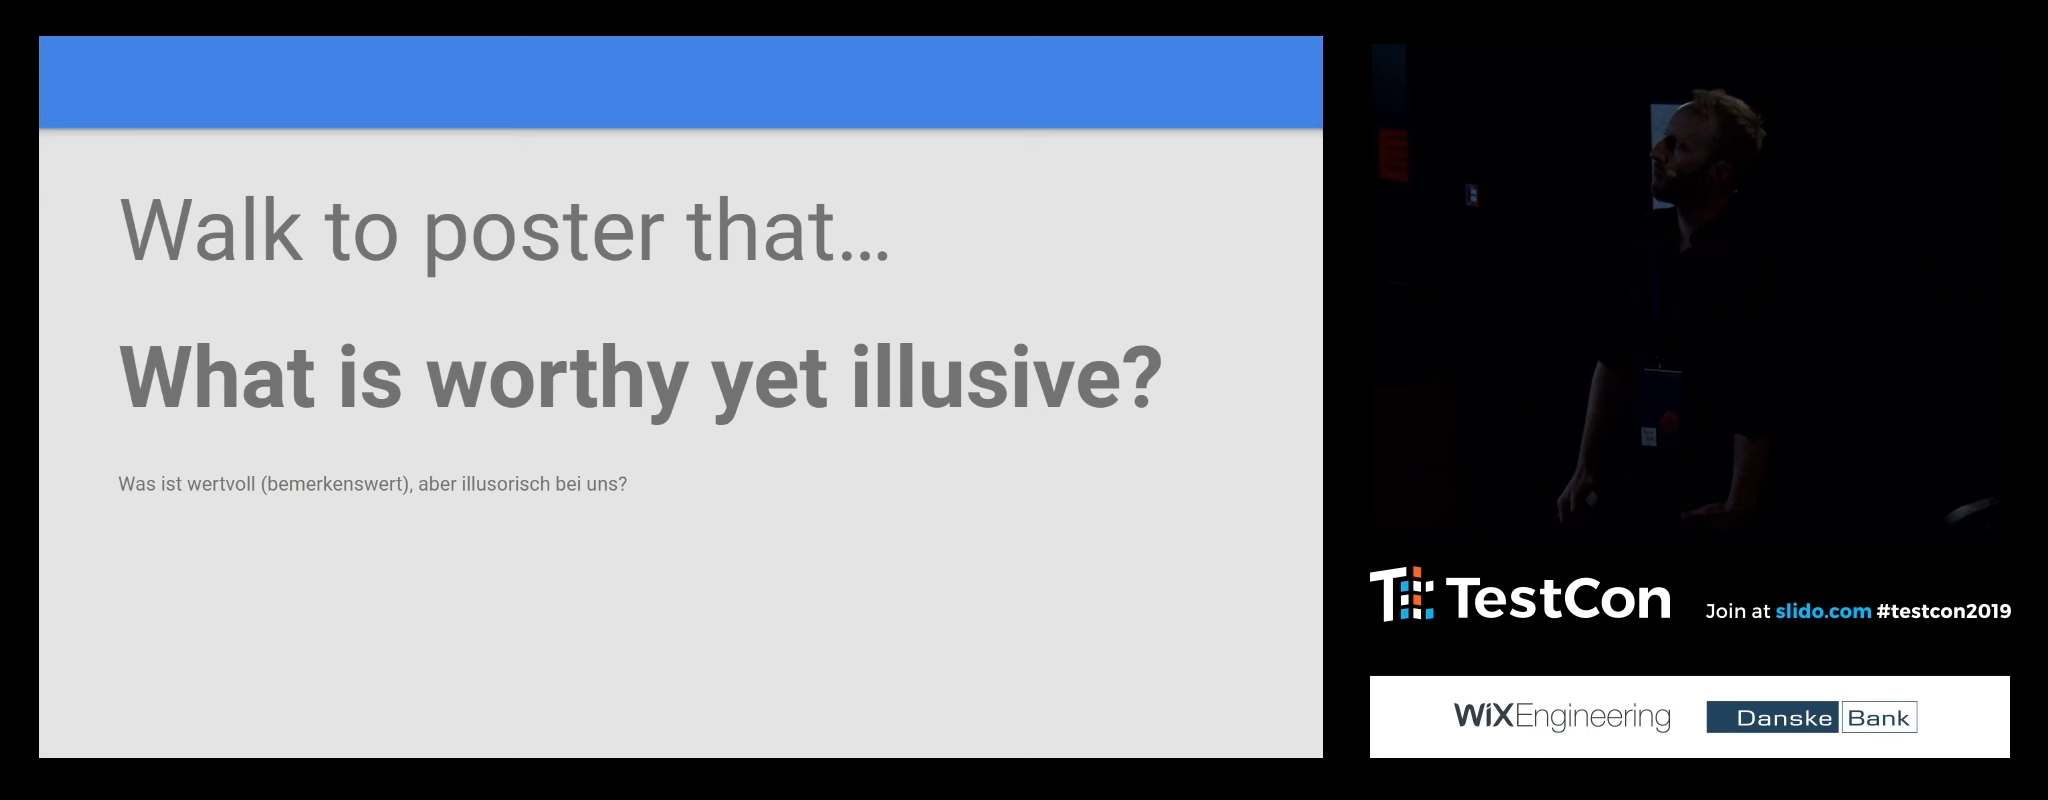 Walk to poster that...
What is worthy yet illusive?
Was ist wertvoll (bemerkenswert), aber illusorisch bei uns?
TestCon
Join at slido.com #testcon2019
WiXEngineering
Danske Bank